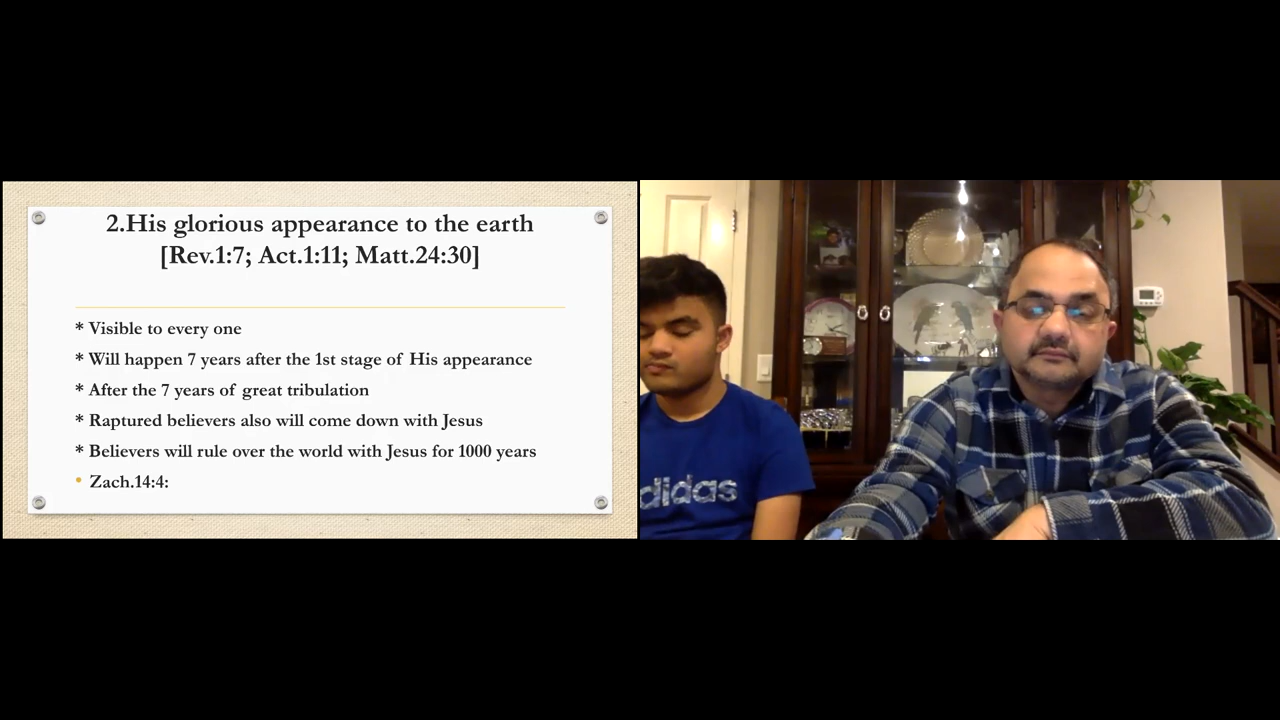 2.His glorious appearance to the earth
[Rev.1:7; Act.1:11; Matt.24:30]
* Visible to every one
* Will happen 7 years after the 1st stage of His appearance
* After the 7 years of great tribulation
* Raptured believers also will come down with Jesus
* Believers will rule over the world with Jesus for 1000 years
• Zach.14:4:
didas